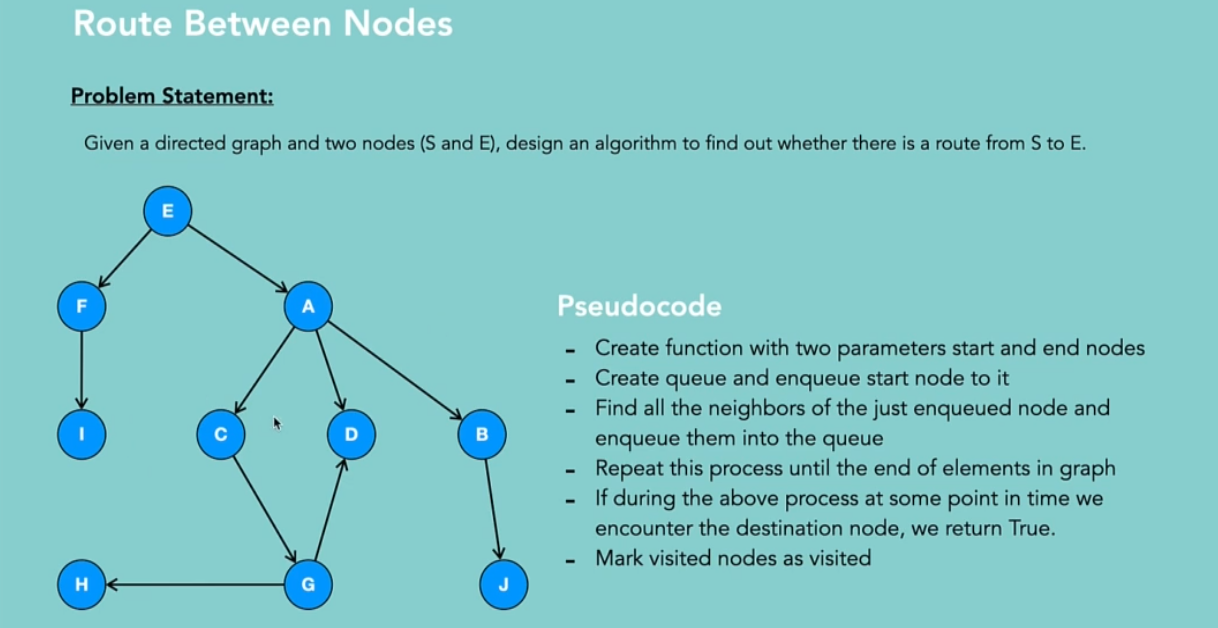 Route Between Nodes
Problem Statement:
Given a directed graph and two nodes (S and E), design an algorithm to find out whether there is a route from S to E.
E
F
A
Pseudocode
- Create function with two parameters start and end nodes
- Create queue and enqueue start node to it
- Find all the neighbors of the just enqueued node and
enqueue them into the queue
- Repeat this process until the end of elements in graph
- If during the above process at some point in time we
encounter the destination node, we return True.
- Mark visited nodes as visited
I
C
D
B
H
G
J